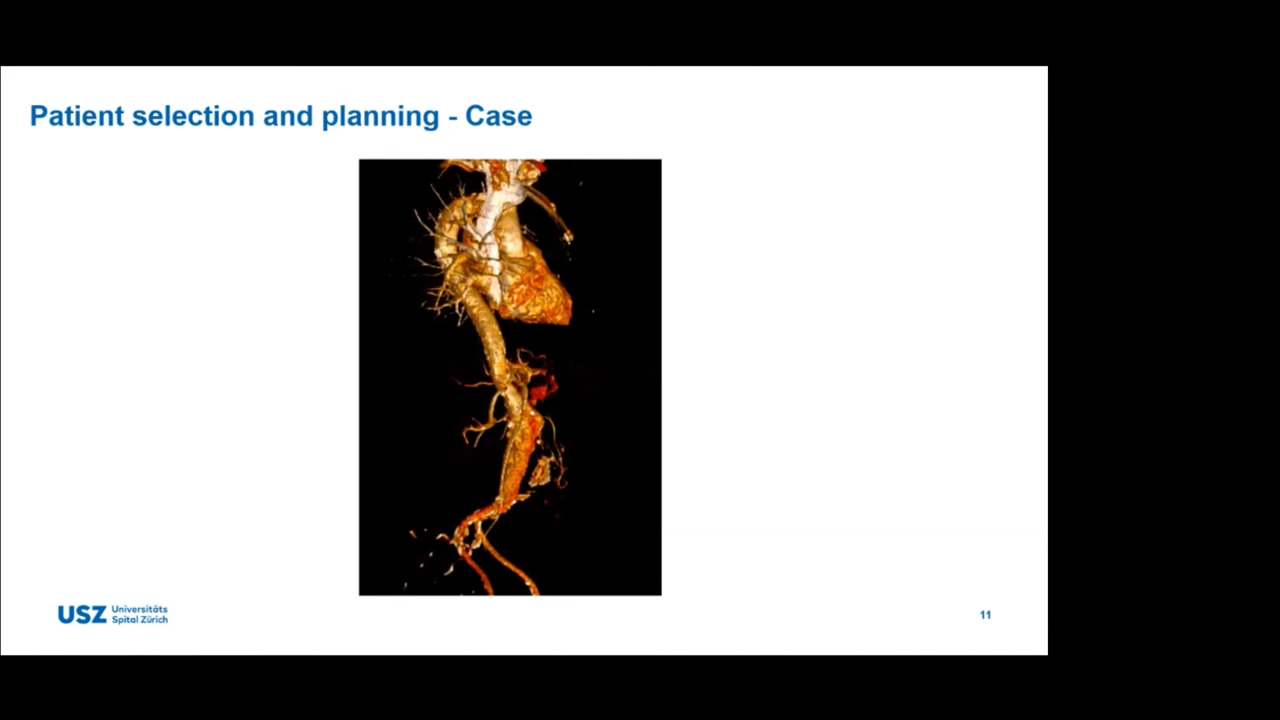 Patient selection and planning - Case
USZ Universitäts
Spital Zürich
11